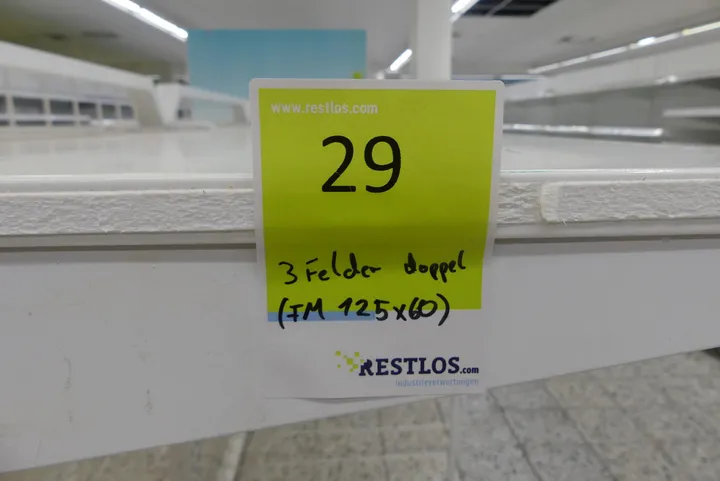 www.restlos.com
29
3 Felder doppel
(FM 125x60)
RESTLOS.com
industrieverwertungen